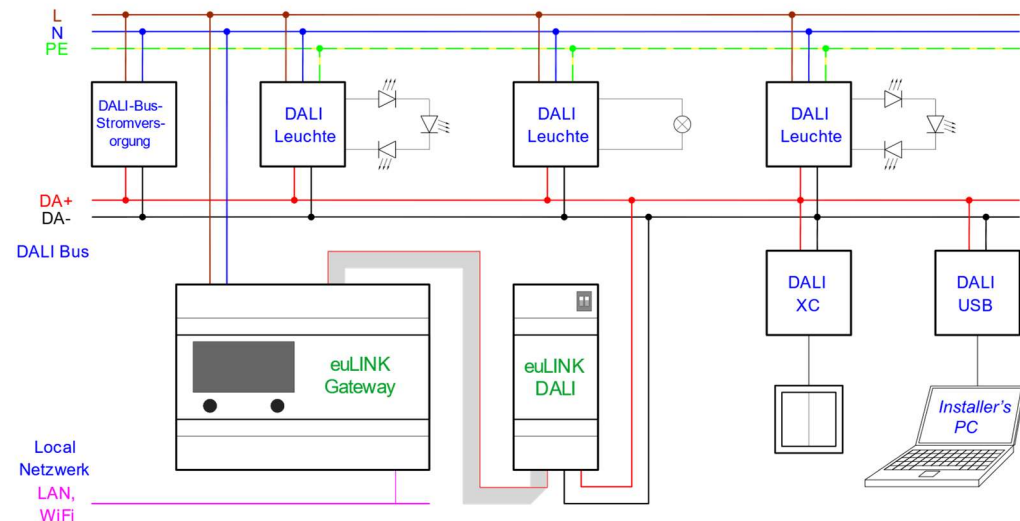 L
N
PE
DALI-Bus-
Stromvers-
orgung
DALI
Leuchte
DALI
Leuchte
DALI
Leuchte
DA+
DA-
DALI Bus
euLINK
Gateway
euLINK
DALI
DALI
XC
DALI
USB
Installer's
PC
Local
Netzwerk
LAN,
WiFi